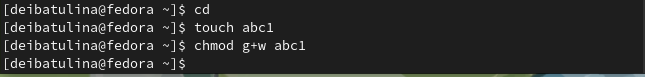 [deibatulina@fedora ~]$ cd
[deibatulina@fedora ~]$ touch abc1
[deibatulina@fedora ~]$ chmod g+w abc1
[deibatulina@fedora ~]$